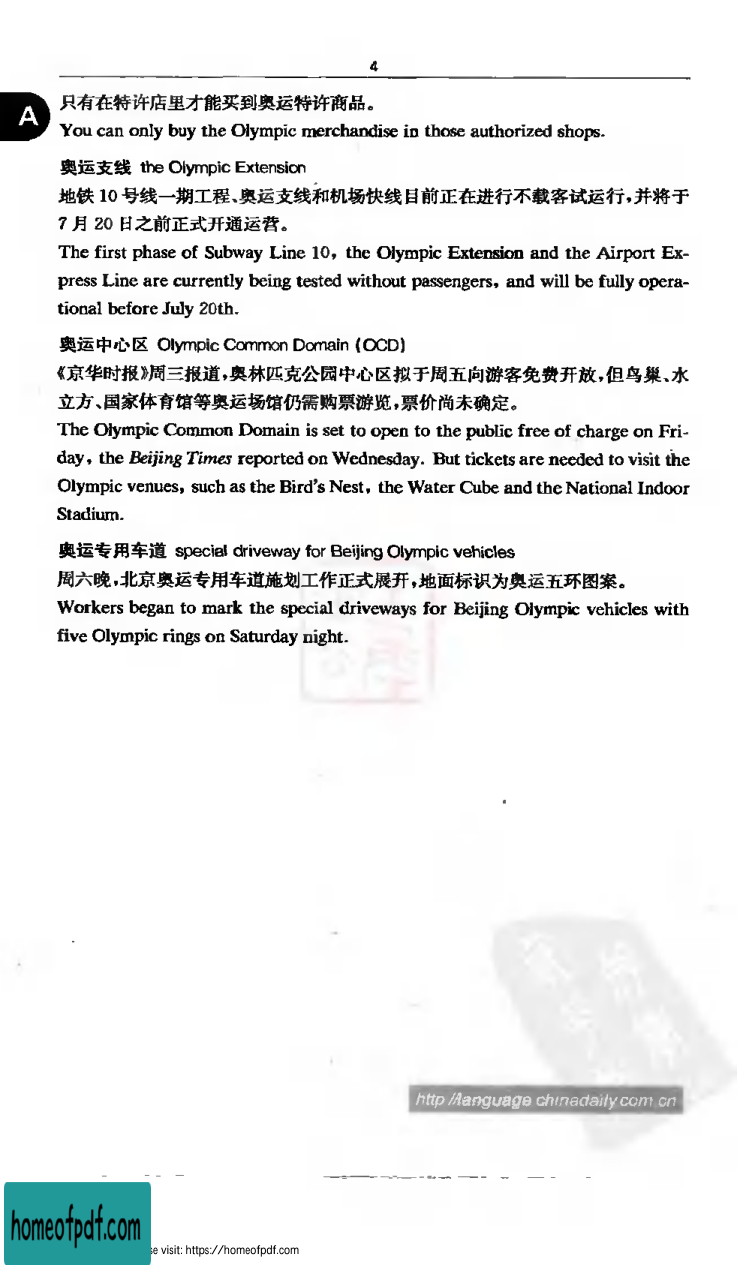 4
A
只有在特许店里才能买到奥运特许商品。
You can only buy the Olympic merchandise in those authorized shops.
奥运支线 the Olympic Extension
地铁 10 号线一期工程、奥运支线和机场快线目前正在进行不载客试运行,并将于
7 月 20 日之前正式开通运营。
The first phase of Subway Line 10, the Olympic Extension and the Airport Ex-
press Line are currently being tested without passengers, and will be fully opera-
tional before July 20th.
奥运中心区 Olympic Common Domain (OCD)
《京华时报》周三报道,奥林匹克公园中心区拟于周五向游客免费开放,但鸟巢、水
立方、国家体育馆等奥运场馆仍需购票游览,票价尚未确定。
The Olympic Common Domain is set to open to the public free of charge on Fri-
day, the Beijing Times reported on Wednesday. But tickets are needed to visit the
Olympic venues, such as the Bird's Nest, the Water Cube and the National Indoor
Stadium.
奥运专用车道 special driveway for Beijing Olympic vehicles
周六晚,北京奥运专用车道施划工作正式展开,地面标识为奥运五环图案。
Workers began to mark the special driveways for Beijing Olympic vehicles with
five Olympic rings on Saturday night.
http://language.chinadaily.com.cn
homeofpdf.com
se visit: https://homeofpdf.com